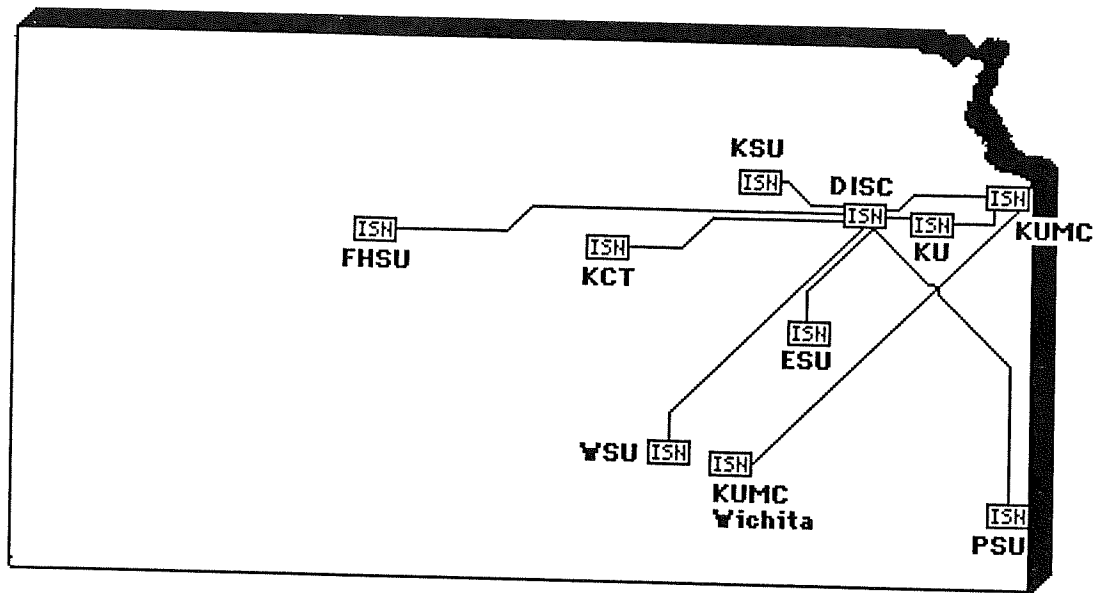 KSU
ISN
DISC
ISN
ISN
KUMC
ISN
KU
ISN
FHSU
ISN
KCT
ISN
ESU
WSU ISN
ISN
KUMC
Wichita
ISN
PSU